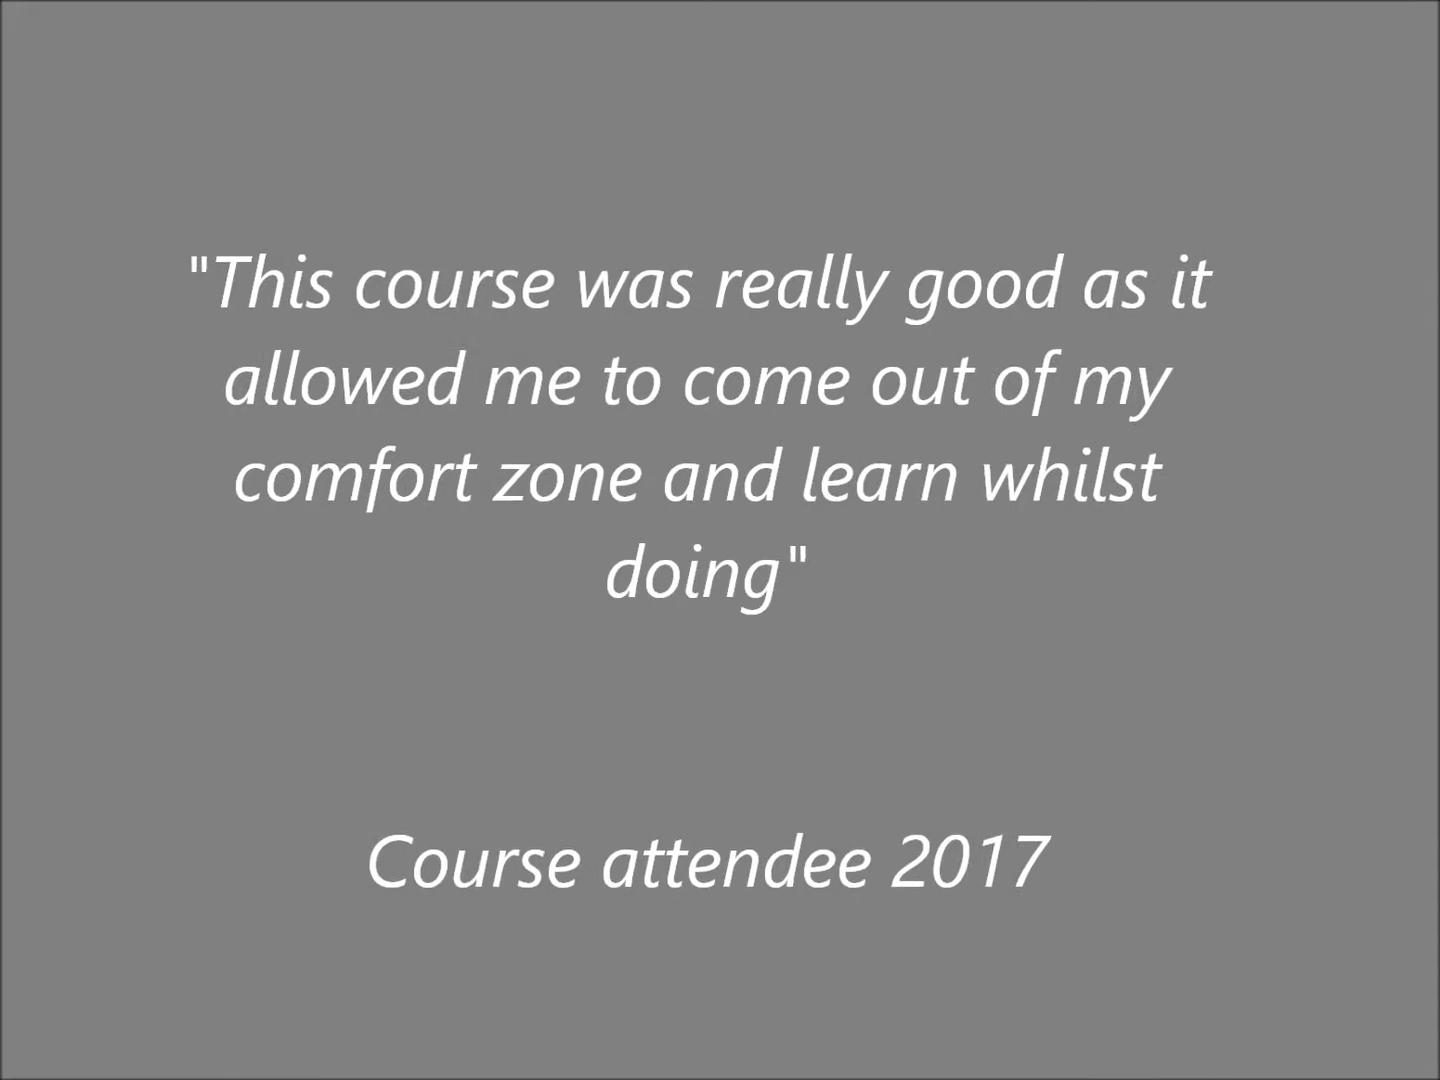 "This course was really good as it
allowed me to come out of my
comfort zone and learn whilst
doing"
Course attendee 2017